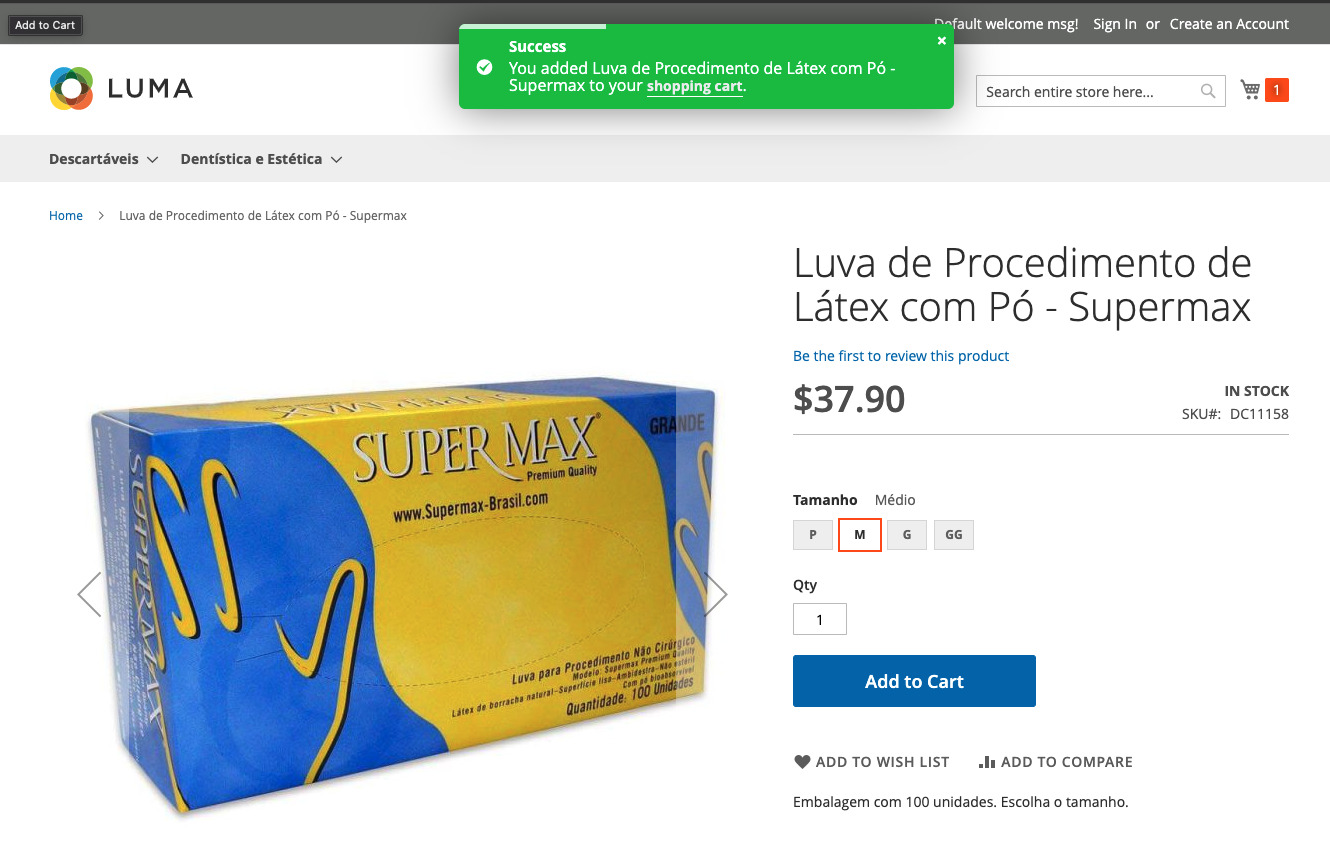 Add to Cart
Default welcome msg! Sign In or Create an Account
Success
You added Luva de Procedimento de Látex com Pó -
Supermax to your shopping cart.
LUMA
Search entire store here...
1
Descartáveis
Dentística e Estética
Home
Luva de Procedimento de Látex com Pó - Supermax
Luva de Procedimento de
Látex com Pó - Supermax
Be the first to review this product
$37.90
IN STOCK
SKU#: DC11158
SUPER MAX
GRANDE
SUPER MAX
Premium Quality
www.Supermax-Brasil.com
SUPER MAX
Luva para Procedimento Não Cirúrgico
Modelo: Supermax Premium Quality
Látex de borracha natural-Superfície lisa-Ambidestra-Não estéril
Com pó bioabsorvível
Quantidade: 100 Unidades
Tamanho Médio
P
M
G
GG
Qty
1
Add to Cart
ADD TO WISH LIST
ADD TO COMPARE
Embalagem com 100 unidades. Escolha o tamanho.